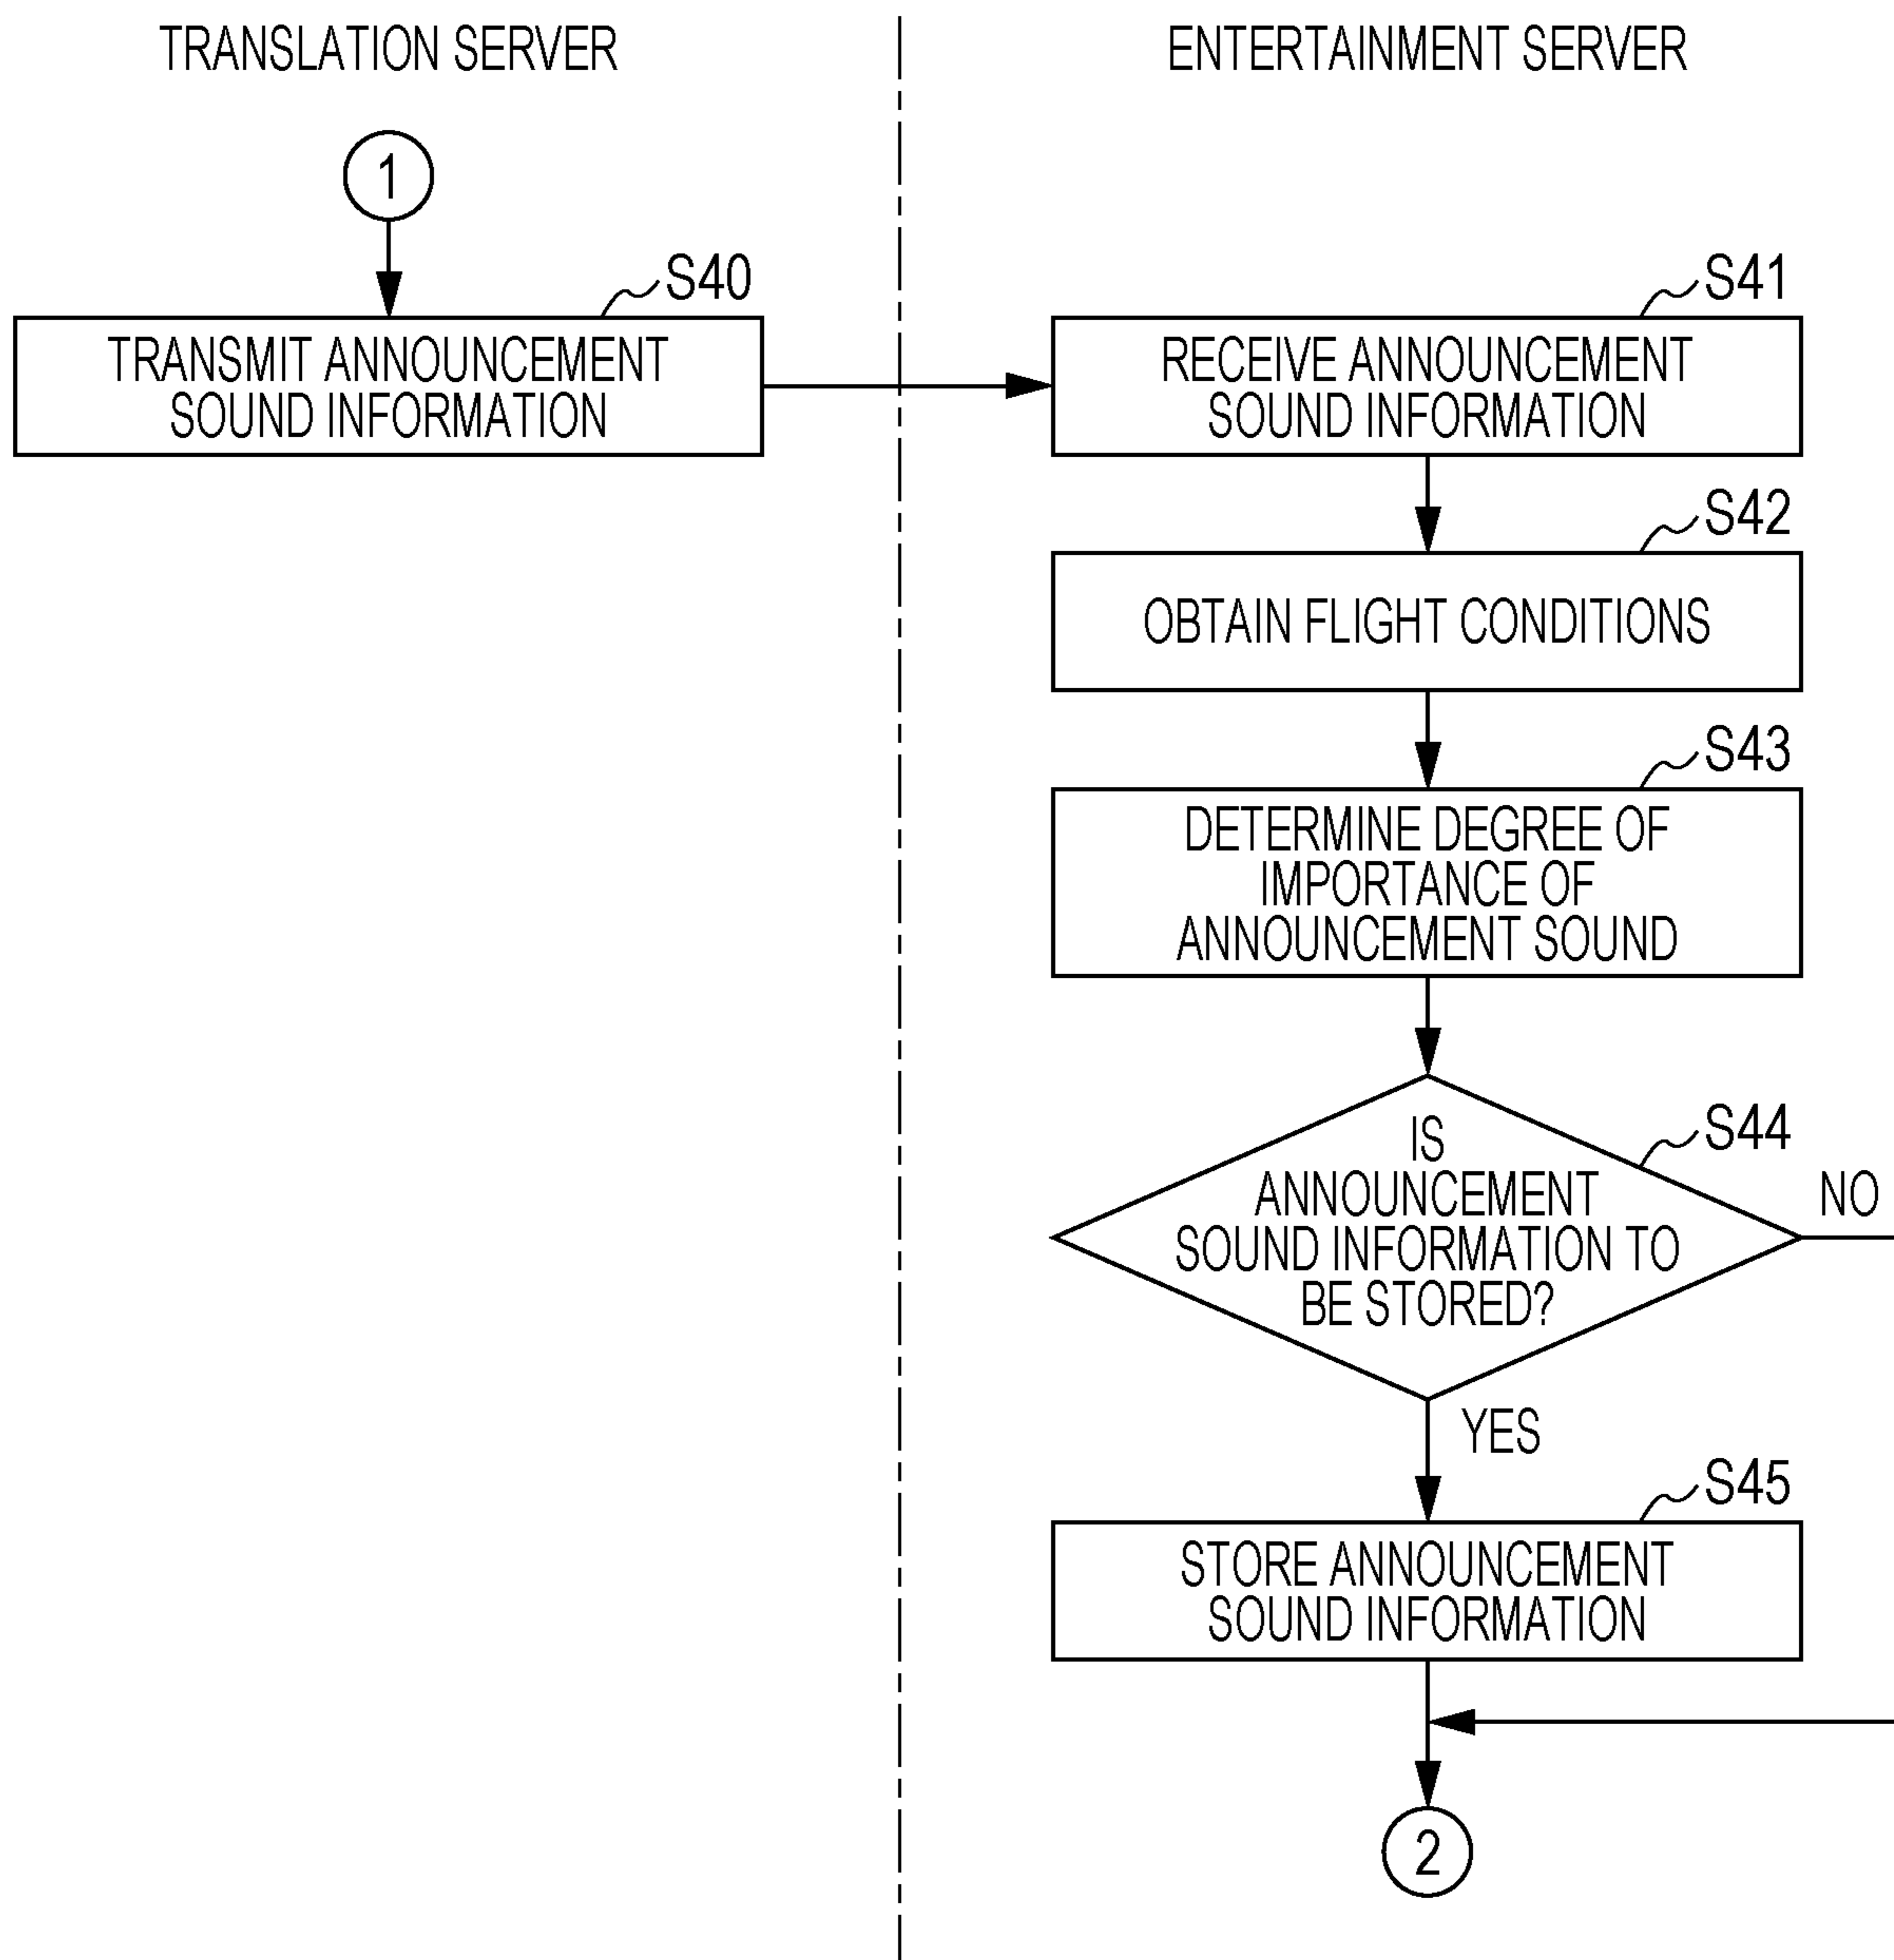 TRANSLATION SERVER
ENTERTAINMENT SERVER
1
S40
TRANSMIT ANNOUNCEMENT
SOUND INFORMATION
S41
RECEIVE ANNOUNCEMENT
SOUND INFORMATION
S42
OBTAIN FLIGHT CONDITIONS
S43
DETERMINE DEGREE OF
IMPORTANCE OF
ANNOUNCEMENT SOUND
S44
IS
ANNOUNCEMENT
SOUND INFORMATION TO
BE STORED?
NO
YES
S45
STORE ANNOUNCEMENT
SOUND INFORMATION
2